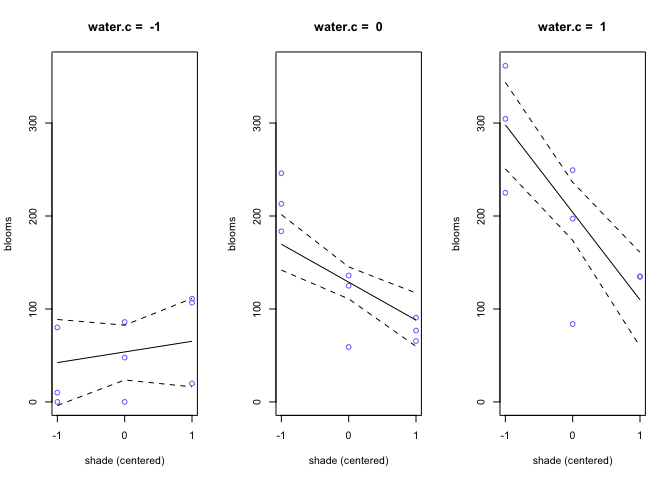 water.c = -1
blooms
300
200
100
0
-1 0 1
shade (centered)
water.c = 0
blooms
300
200
100
0
-1 0 1
shade (centered)
water.c = 1
blooms
300
200
100
0
-1 0 1
shade (centered)